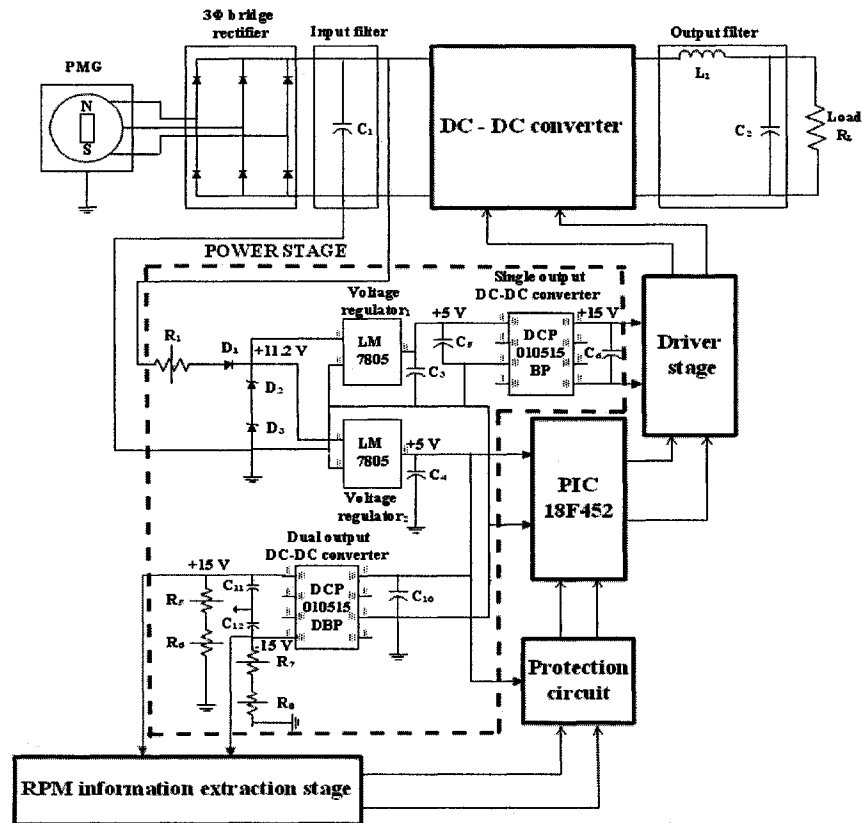 3Φ bridge
rectifier
Input filter
Output filter
PMG
N
S
C₁
DC - DC converter
L₁
C₂
Load
R_L
POWER STAGE
Single output
DC-DC converter
Voltage
regulator₁
+5 V
+15 V
R₁
D₁
+11.2 V
LM
7805
C₃
C₅
DCP
010515
BP
C₆
Driver
stage
D₂
D₃
LM
7805
+5 V
C₄
Voltage
regulator₂
PIC
18F452
Dual output
DC-DC converter
+15 V
C₁₁
R₅
C₁₂
R₆
DCP
010515
DBP
C₁₀
-15 V
R₇
R₈
Protection
circuit
RPM information extraction stage